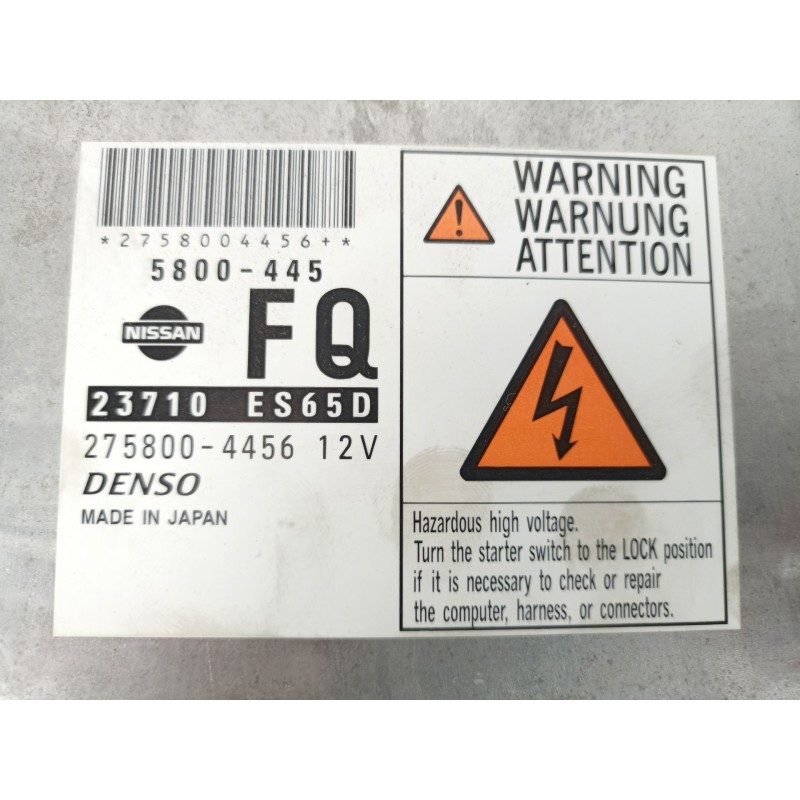 *2758004456+*
5800-445
FQ
NISSAN
23710 ES65D
275800-4456 12V
DENSO
MADE IN JAPAN
WARNING
WARNUNG
ATTENTION
Hazardous high voltage.
Turn the starter switch to the LOCK position
if it is necessary to check or repair
the computer, harness, or connectors.